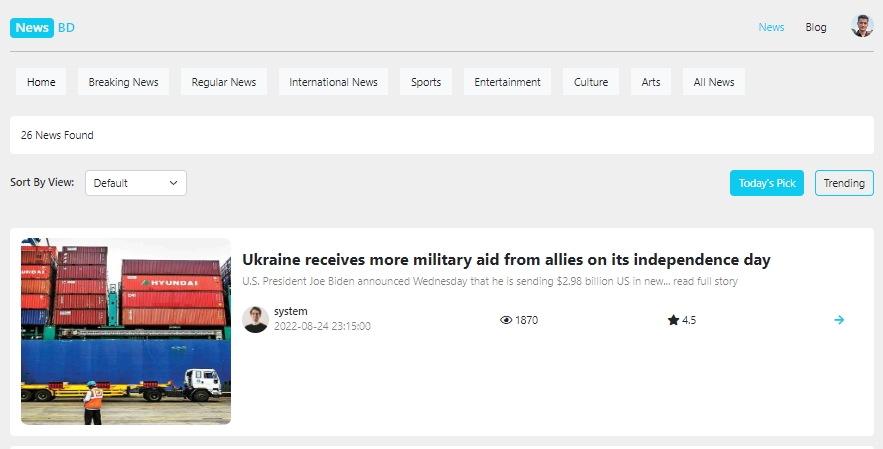 News BD
News Blog
Home Breaking News Regular News International News Sports Entertainment Culture Arts All News
26 News Found
Sort By View: Default Today's Pick Trending
HYUNDAI
Ukraine receives more military aid from allies on its independence day
U.S. President Joe Biden announced Wednesday that he is sending $2.98 billion US in new... read full story
system
2022-08-24 23:15:00
1870 4.5